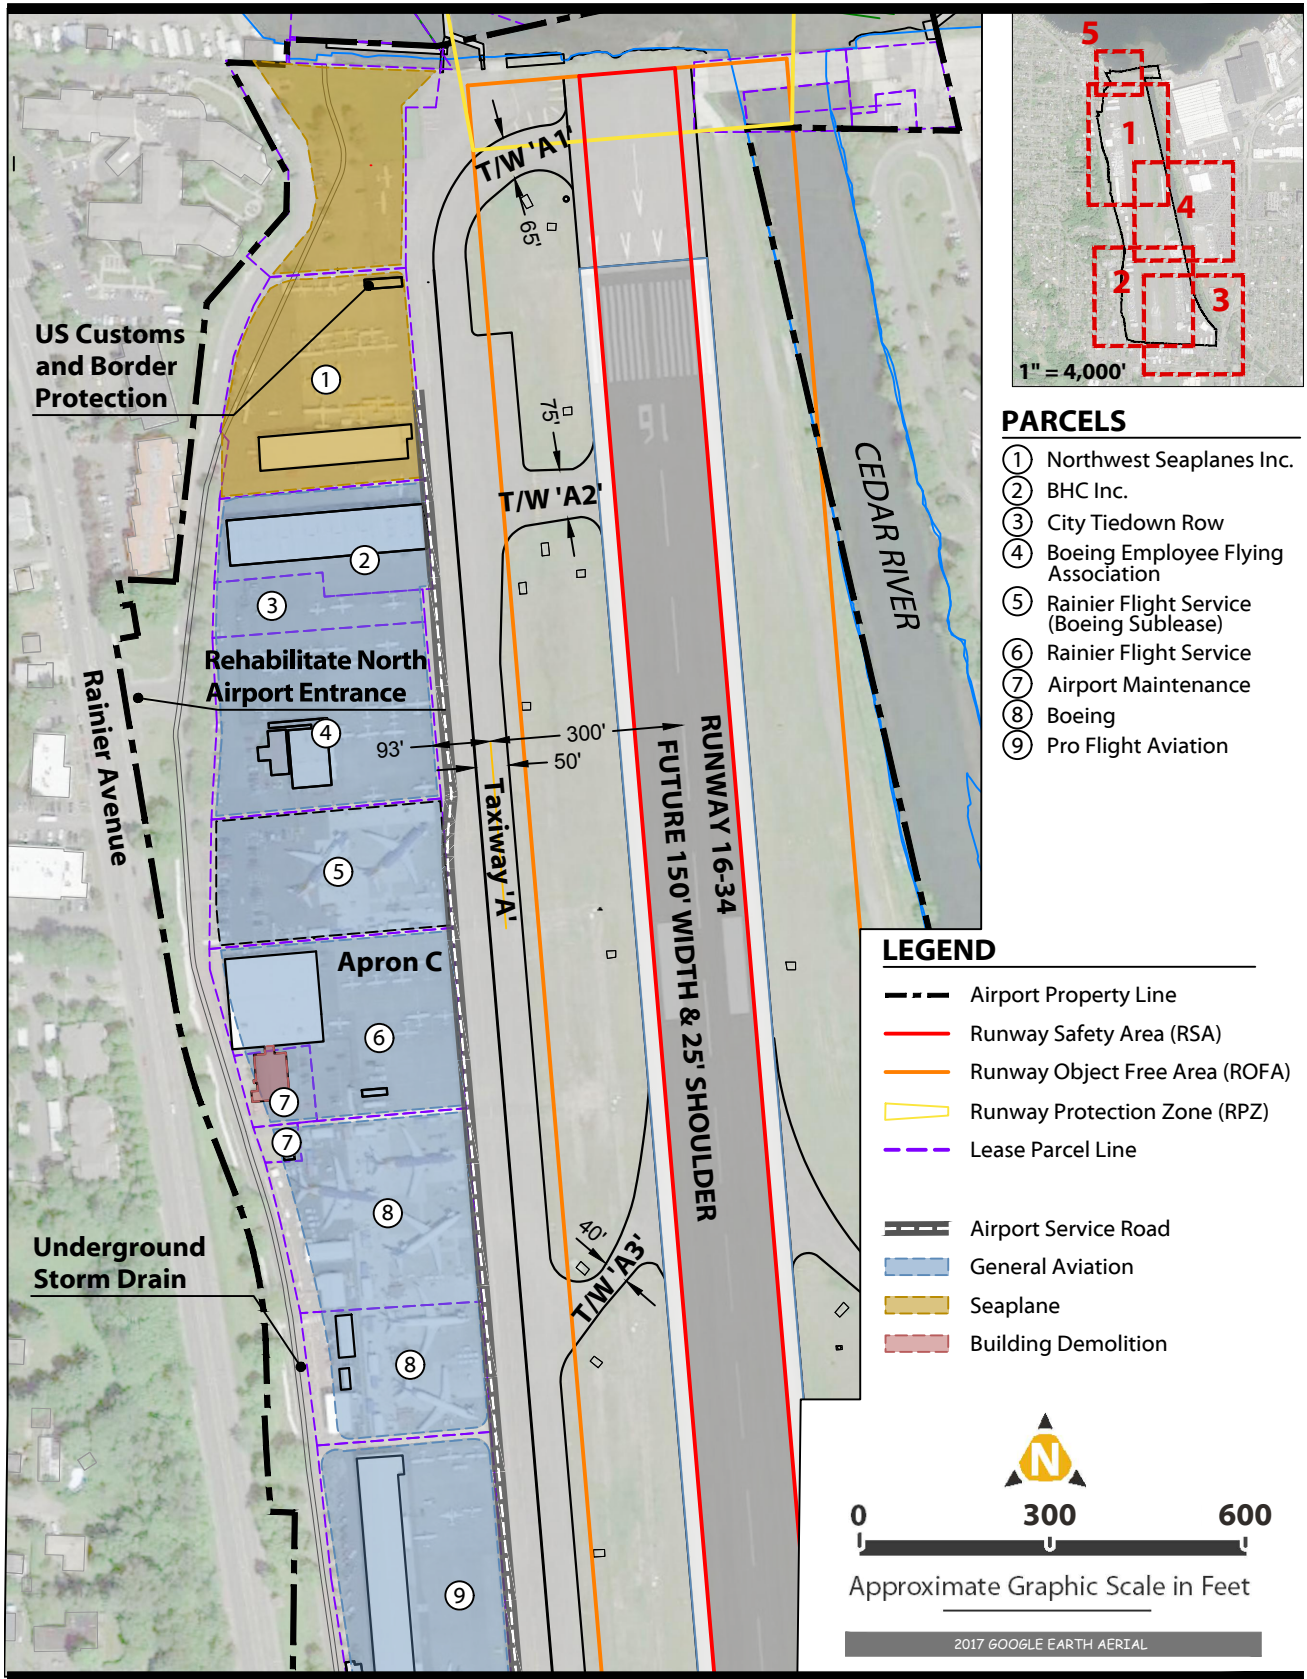 5
1
4
2
3
1" = 4,000'
T/W 'A1'
65'
US Customs
and Border
Protection
1
75'
16
T/W 'A2'
CEDAR RIVER
2
3
Rehabilitate North
Airport Entrance
Rainier Avenue
4
93'
300'
50'
Taxiway 'A'
RUNWAY 16-34
FUTURE 150' WIDTH & 25' SHOULDER
5
Apron C
6
7
7
8
Underground
Storm Drain
40'
T/W 'A3'
8
9
PARCELS
1 Northwest Seaplanes Inc.
2 BHC Inc.
3 City Tiedown Row
4 Boeing Employee Flying
Association
5 Rainier Flight Service
(Boeing Sublease)
6 Rainier Flight Service
7 Airport Maintenance
8 Boeing
9 Pro Flight Aviation
LEGEND
Airport Property Line
Runway Safety Area (RSA)
Runway Object Free Area (ROFA)
Runway Protection Zone (RPZ)
Lease Parcel Line
Airport Service Road
General Aviation
Seaplane
Building Demolition
N
0 300 600
Approximate Graphic Scale in Feet
2017 GOOGLE EARTH AERIAL